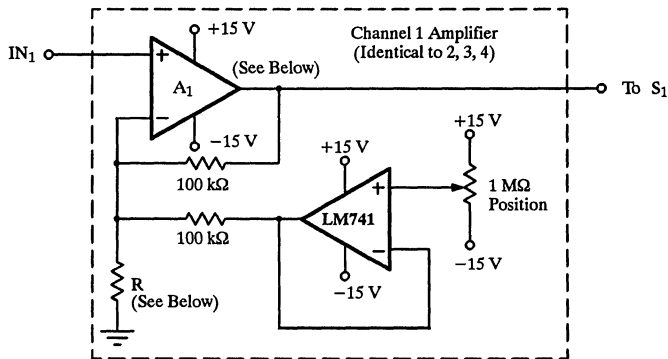 Channel 1 Amplifier
(Identical to 2, 3, 4)
+15 V
IN1
+
A1
−
(See Below)
To S1
−15 V
100 kΩ
+15 V
+15 V
+
LM741
−
1 MΩ
Position
100 kΩ
−15 V
−15 V
R
(See Below)